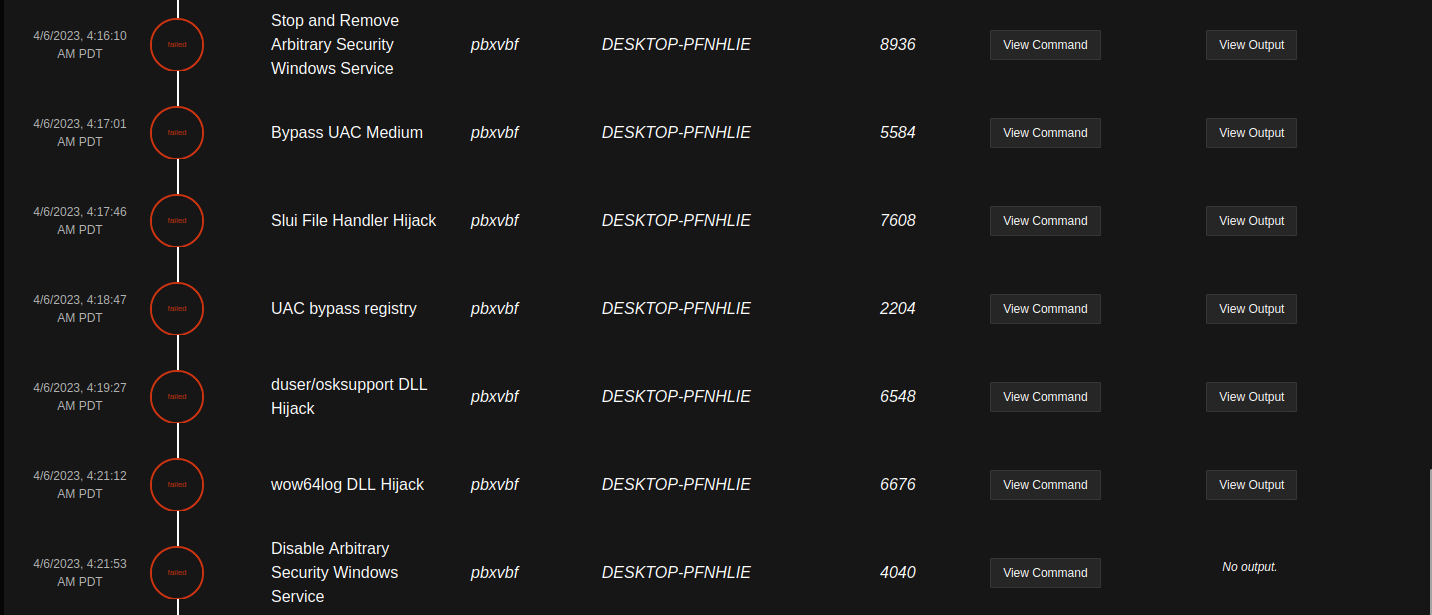 4/6/2023, 4:16:10
AM PDT
failed
Stop and Remove
Arbitrary Security
Windows Service
pbxvbf
DESKTOP-PFNHLIE
8936
View Command
View Output
4/6/2023, 4:17:01
AM PDT
failed
Bypass UAC Medium
pbxvbf
DESKTOP-PFNHLIE
5584
View Command
View Output
4/6/2023, 4:17:46
AM PDT
failed
Slui File Handler Hijack
pbxvbf
DESKTOP-PFNHLIE
7608
View Command
View Output
4/6/2023, 4:18:47
AM PDT
failed
UAC bypass registry
pbxvbf
DESKTOP-PFNHLIE
2204
View Command
View Output
4/6/2023, 4:19:27
AM PDT
failed
duser/osksupport DLL
Hijack
pbxvbf
DESKTOP-PFNHLIE
6548
View Command
View Output
4/6/2023, 4:21:12
AM PDT
failed
wow64log DLL Hijack
pbxvbf
DESKTOP-PFNHLIE
6676
View Command
View Output
4/6/2023, 4:21:53
AM PDT
failed
Disable Arbitrary
Security Windows
Service
pbxvbf
DESKTOP-PFNHLIE
4040
View Command
No output.